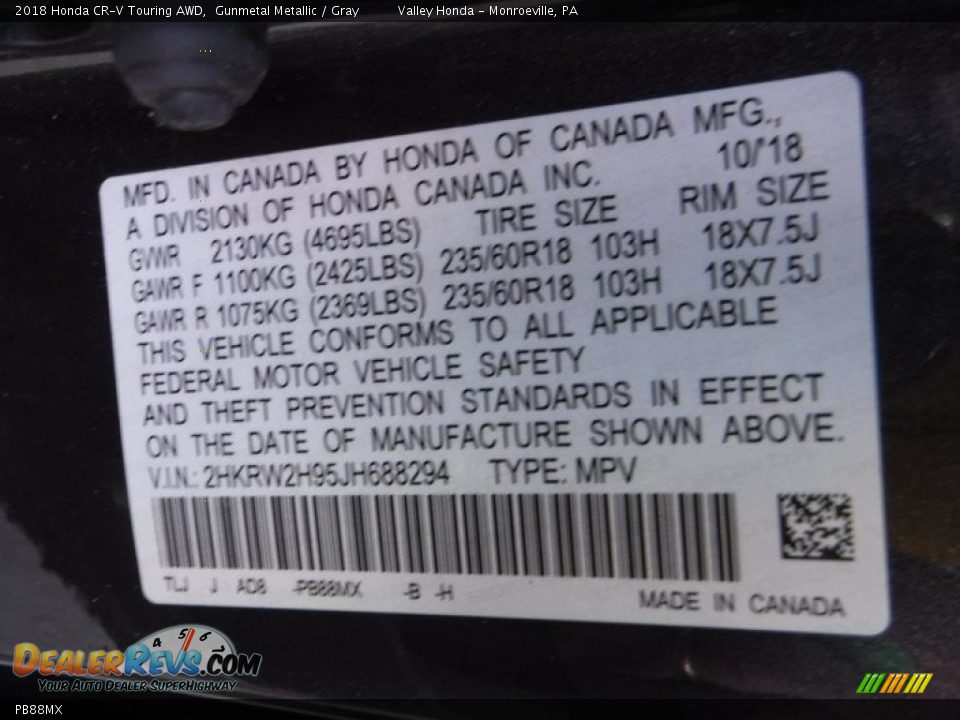 2018 Honda CR-V Touring AWD, Gunmetal Metallic / Gray Valley Honda - Monroeville, PA
MFD. IN CANADA BY HONDA OF CANADA MFG.,
A DIVISION OF HONDA CANADA INC. 10/'18
GVWR 2130KG (4695LBS) TIRE SIZE RIM SIZE
GAWR F 1100KG (2425LBS) 235/60R18 103H 18X7.5J
GAWR R 1075KG (2369LBS) 235/60R18 103H 18X7.5J
THIS VEHICLE CONFORMS TO ALL APPLICABLE
FEDERAL MOTOR VEHICLE SAFETY
AND THEFT PREVENTION STANDARDS IN EFFECT
ON THE DATE OF MANUFACTURE SHOWN ABOVE.
V.I.N.: 2HKRW2H95JH688294 TYPE: MPV
TLJ J AD8 -PB88MX -B -H
MADE IN CANADA
4 5 6
DEALERREVS.COM
Your Auto Dealer SuperHighway
PB88MX